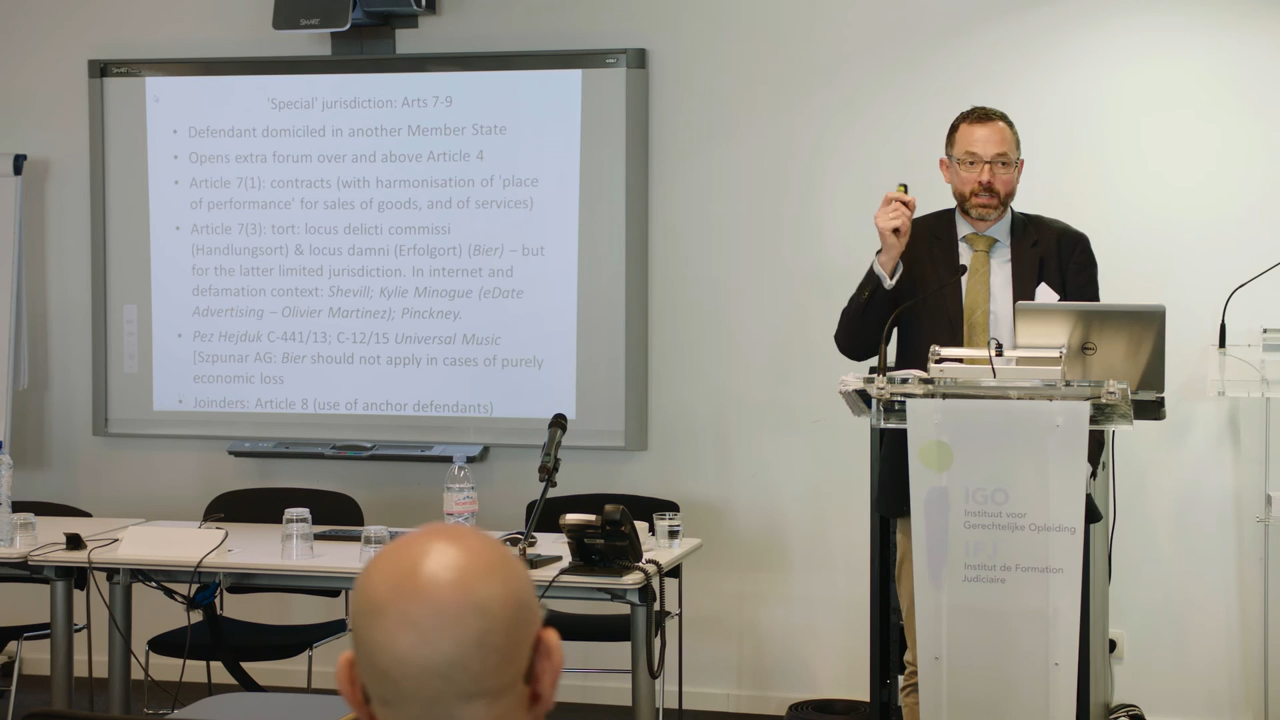 SMART
SMART
'Special' jurisdiction: Arts 7-9
• Defendant domiciled in another Member State
• Opens extra forum over and above Article 4
• Article 7(1): contracts (with harmonisation of 'place
of performance' for sales of goods, and of services)
• Article 7(3): tort: locus delicti commissi
(Handlungsort) & locus damni (Erfolgort) (Bier) – but
for the latter limited jurisdiction. In internet and
defamation context: Shevill; Kylie Minogue (eDate
Advertising – Olivier Martinez); Pinckney.
• Pez Hejduk C-441/13; C-12/15 Universal Music
[Szpunar AG: Bier should not apply in cases of purely
economic loss
• Joinders: Article 8 (use of anchor defendants)
DELL
IGO
Instituut voor
Gerechtelijke Opleiding
IFJ
Institut de Formation
Judiciaire